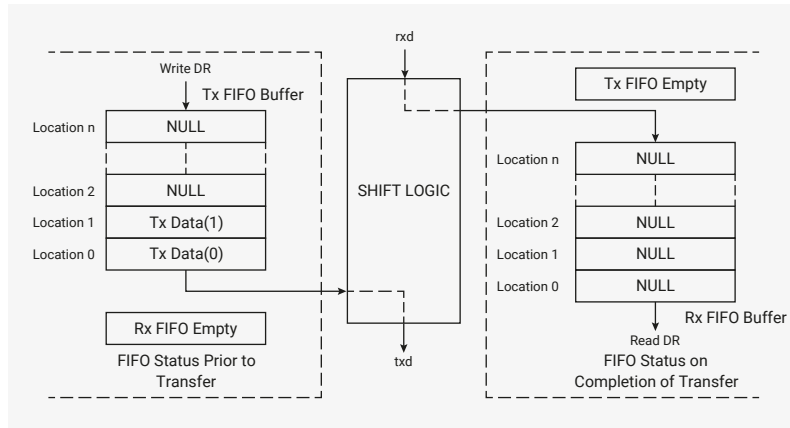 Write DR
Tx FIFO Buffer
Location n
NULL
Location 2
NULL
Location 1
Tx Data(1)
Location 0
Tx Data(0)
Rx FIFO Empty
FIFO Status Prior to
Transfer
rxd
SHIFT LOGIC
txd
Tx FIFO Empty
Location n
NULL
Location 2
NULL
Location 1
NULL
Location 0
NULL
Rx FIFO Buffer
Read DR
FIFO Status on
Completion of Transfer